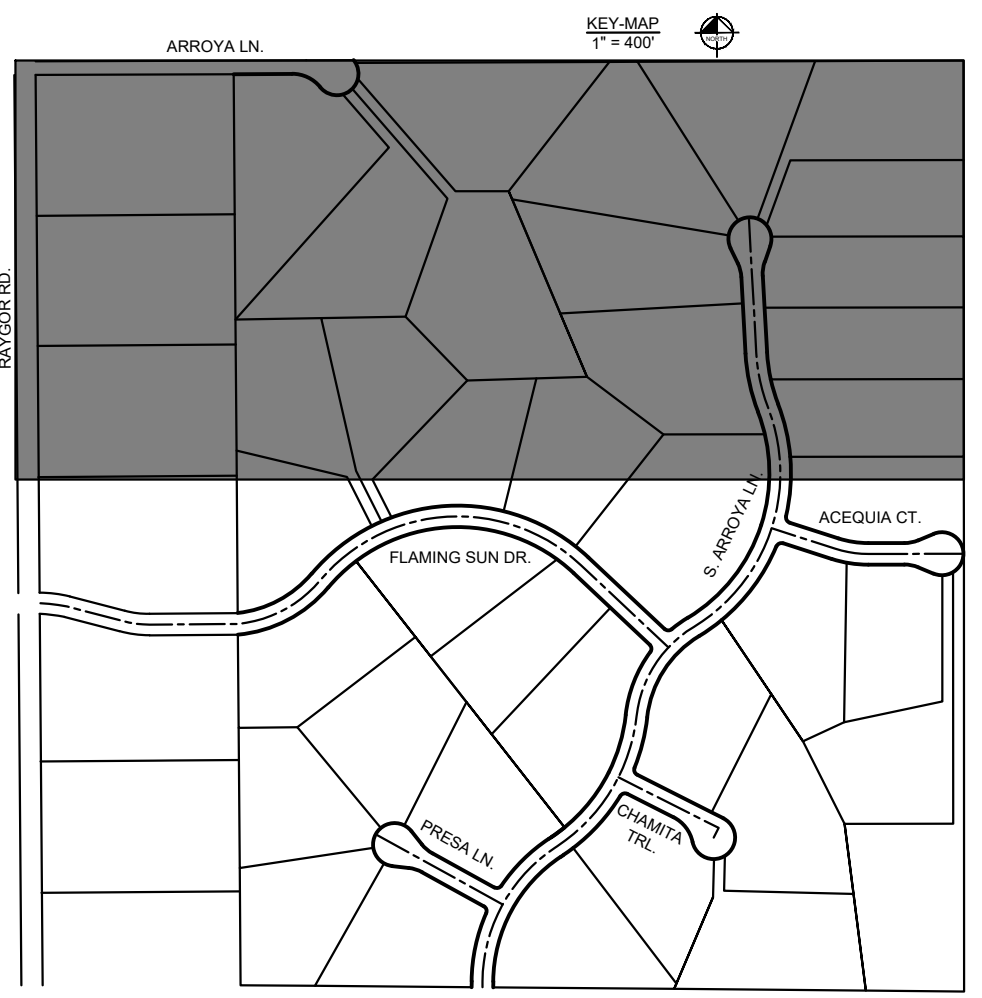 KEY-MAP
1" = 400'
NORTH
ARROYA LN.
RAYGOR RD.
S. ARROYA LN.
ACEQUIA CT.
FLAMING SUN DR.
CHAMITA
TRL.
PRESA LN.